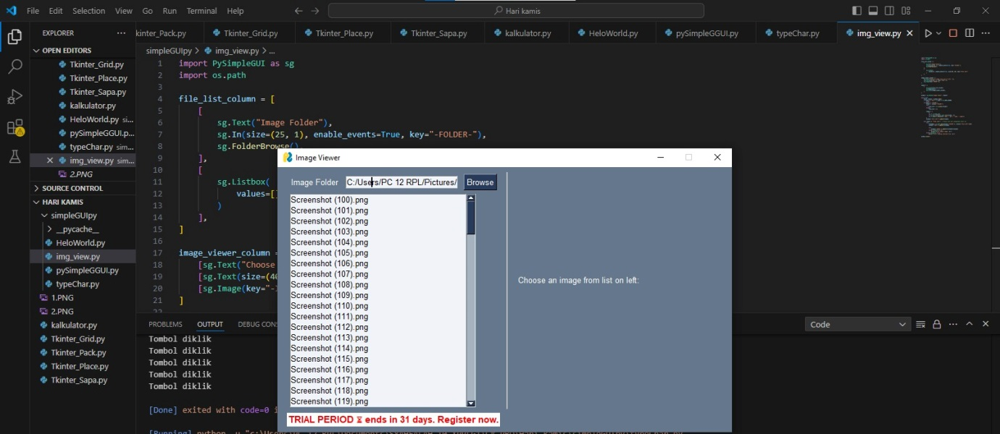 File Edit Selection View Go Run Terminal Help
Hari kamis
EXPLORER
OPEN EDITORS
Tkinter_Grid.py
Tkinter_Place.py
Tkinter_Sapa.py
kalkulator.py
HeloWorld.py si...
pySimpleGGUI.p...
typeChar.py sim...
img_view.py sim...
2.PNG
SOURCE CONTROL
HARI KAMIS
simpleGUIpy
__pycache__
HeloWorld.py
img_view.py
pySimpleGGUI.py
typeChar.py
1.PNG
2.PNG
kalkulator.py
Tkinter_Grid.py
Tkinter_Pack.py
Tkinter_Place.py
Tkinter_Sapa.py
kinter_Pack.py Tkinter_Grid.py Tkinter_Place.py Tkinter_Sapa.py kalkulator.py HeloWorld.py pySimpleGGUI.py typeChar.py img_view.py
simpleGUIpy > img_view.py > ...
1 import PySimpleGUI as sg
2 import os.path
3
4 file_list_column = [
5 [
6 sg.Text("Image Folder"),
7 sg.In(size=(25, 1), enable_events=True, key="-FOLDER-"),
8 sg.FolderBrowse(),
9 ],
10 [
11 sg.Listbox(
12 values=[]
13 )
14 ],
15 ]
16
17 image_viewer_column =
18 [sg.Text("Choose
19 [sg.Text(size=(40
20 [sg.Image(key="-I
21 ]
22
Image Viewer
Image Folder C:/Users/PC 12 RPL/Pictures/ Browse
Screenshot (100).png
Screenshot (101).png
Screenshot (102).png
Screenshot (103).png
Screenshot (104).png
Screenshot (105).png
Screenshot (106).png
Screenshot (107).png
Screenshot (108).png
Screenshot (109).png
Screenshot (110).png
Screenshot (111).png
Screenshot (112).png
Screenshot (113).png
Screenshot (114).png
Screenshot (115).png
Screenshot (116).png
Screenshot (117).png
Screenshot (118).png
Screenshot (119).png
Choose an image from list on left:
TRIAL PERIOD ⧖ ends in 31 days. Register now.
PROBLEMS OUTPUT DEBUG CONS
Code
Tombol diklik
Tombol diklik
Tombol diklik
Tombol diklik
Tombol diklik
[Done] exited with code=0 i
[Running] python -u